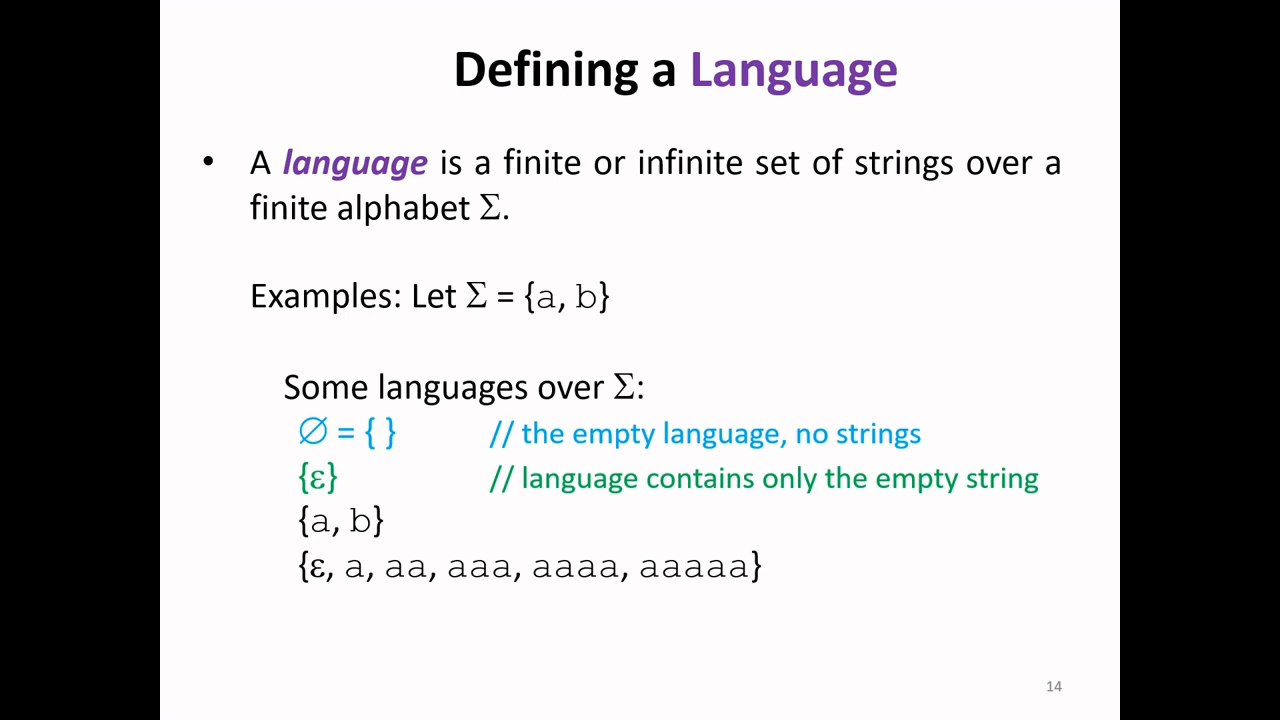 Defining a Language
• A language is a finite or infinite set of strings over a
finite alphabet Σ.
Examples: Let Σ = {a, b}
Some languages over Σ:
∅ = { } // the empty language, no strings
{ε} // language contains only the empty string
{a, b}
{ε, a, aa, aaa, aaaa, aaaaa}
14